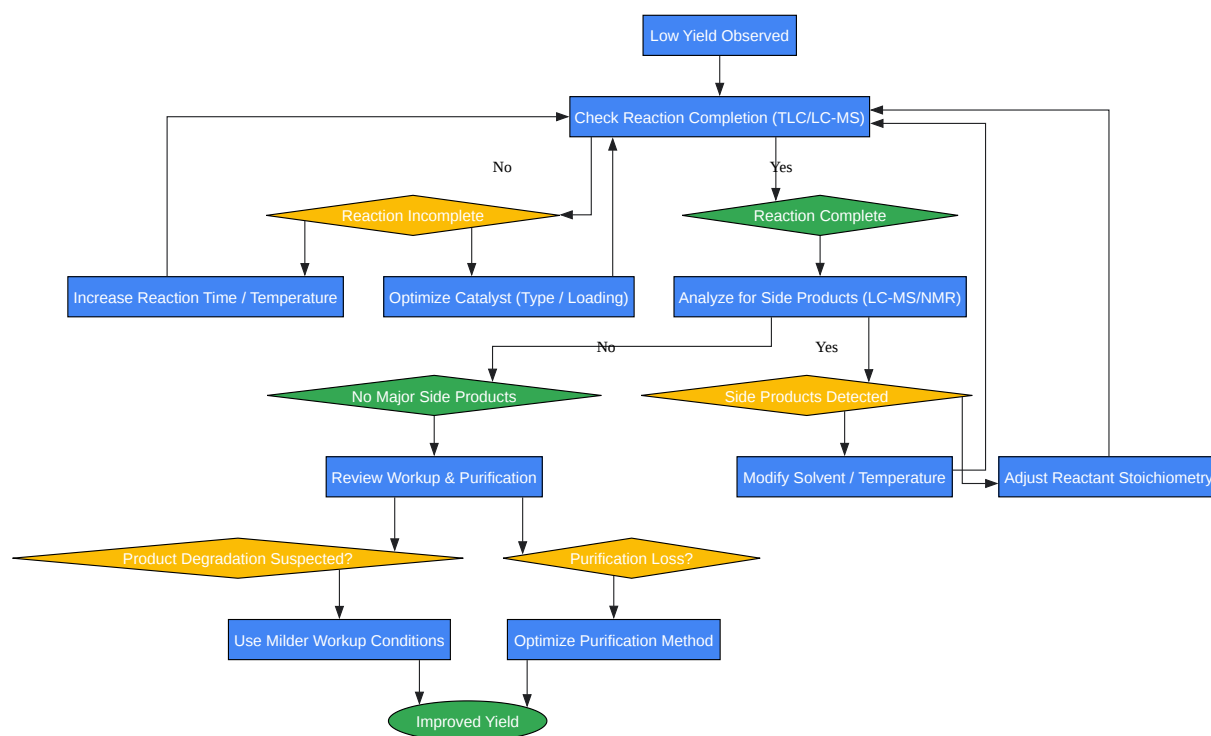 Low Yield Observed
Check Reaction Completion (TLC/LC-MS)
No
Yes
Reaction Incomplete
Reaction Complete
Increase Reaction Time / Temperature
Optimize Catalyst (Type / Loading)
Analyze for Side Products (LC-MS/NMR)
No
Yes
No Major Side Products
Side Products Detected
Review Workup & Purification
Modify Solvent / Temperature
Adjust Reactant Stoichiometry
Product Degradation Suspected?
Purification Loss?
Use Milder Workup Conditions
Optimize Purification Method
Improved Yield